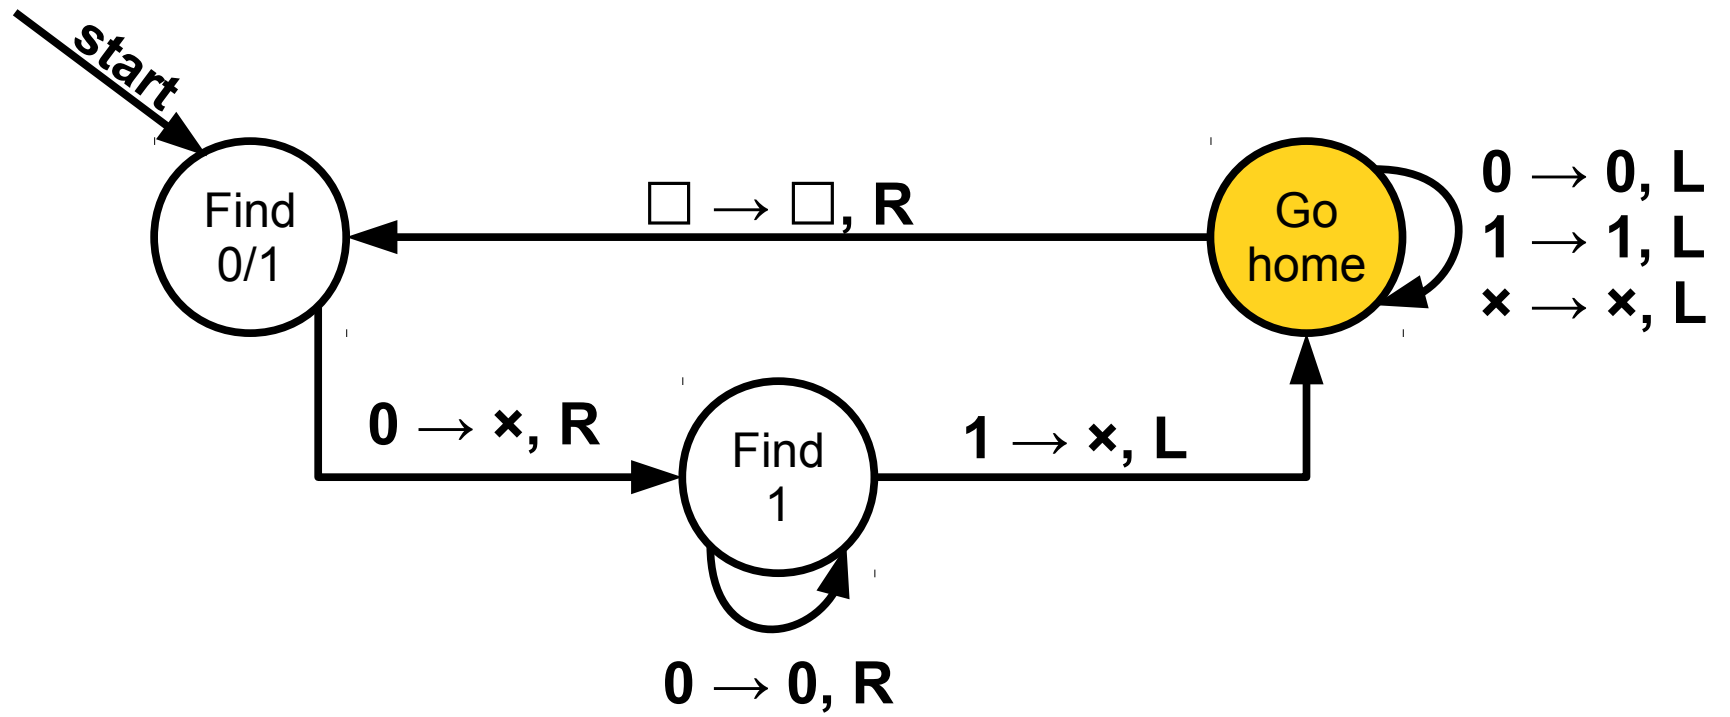 start
Find
0/1
□ → □, R
Go
home
0 → 0, L
1 → 1, L
× → ×, L
0 → ×, R
Find
1
1 → ×, L
0 → 0, R